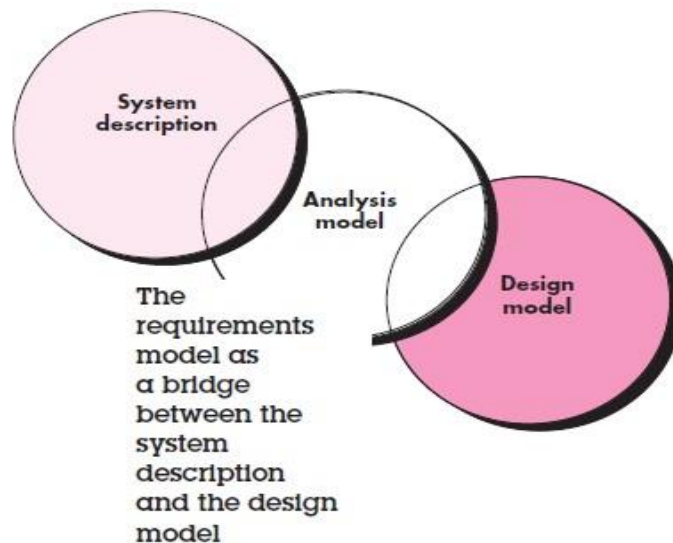 System
description
Analysis
model
Design
model
The
requirements
model as
a bridge
between the
system
description
and the design
model